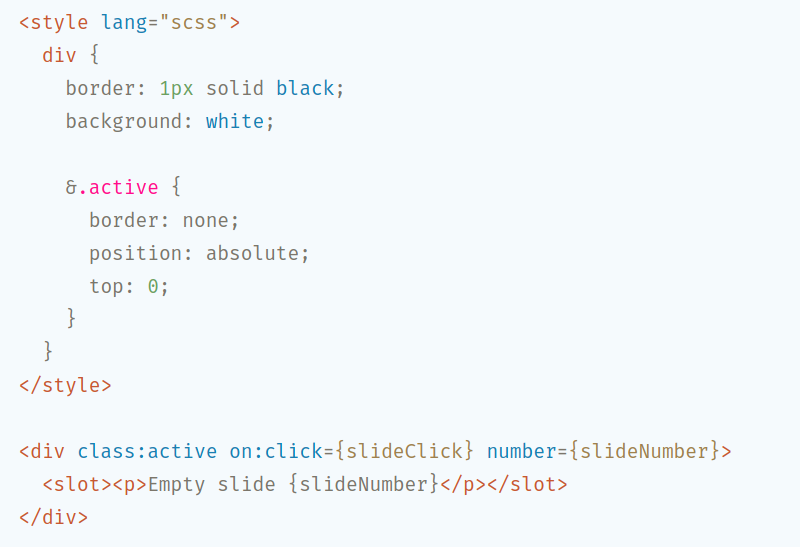 <style lang="scss">
  div {
    border: 1px solid black;
    background: white;

    &.active {
      border: none;
      position: absolute;
      top: 0;
    }
  }
</style>

<div class:active on:click={slideClick} number={slideNumber}>
  <slot><p>Empty slide {slideNumber}</p></slot>
</div>